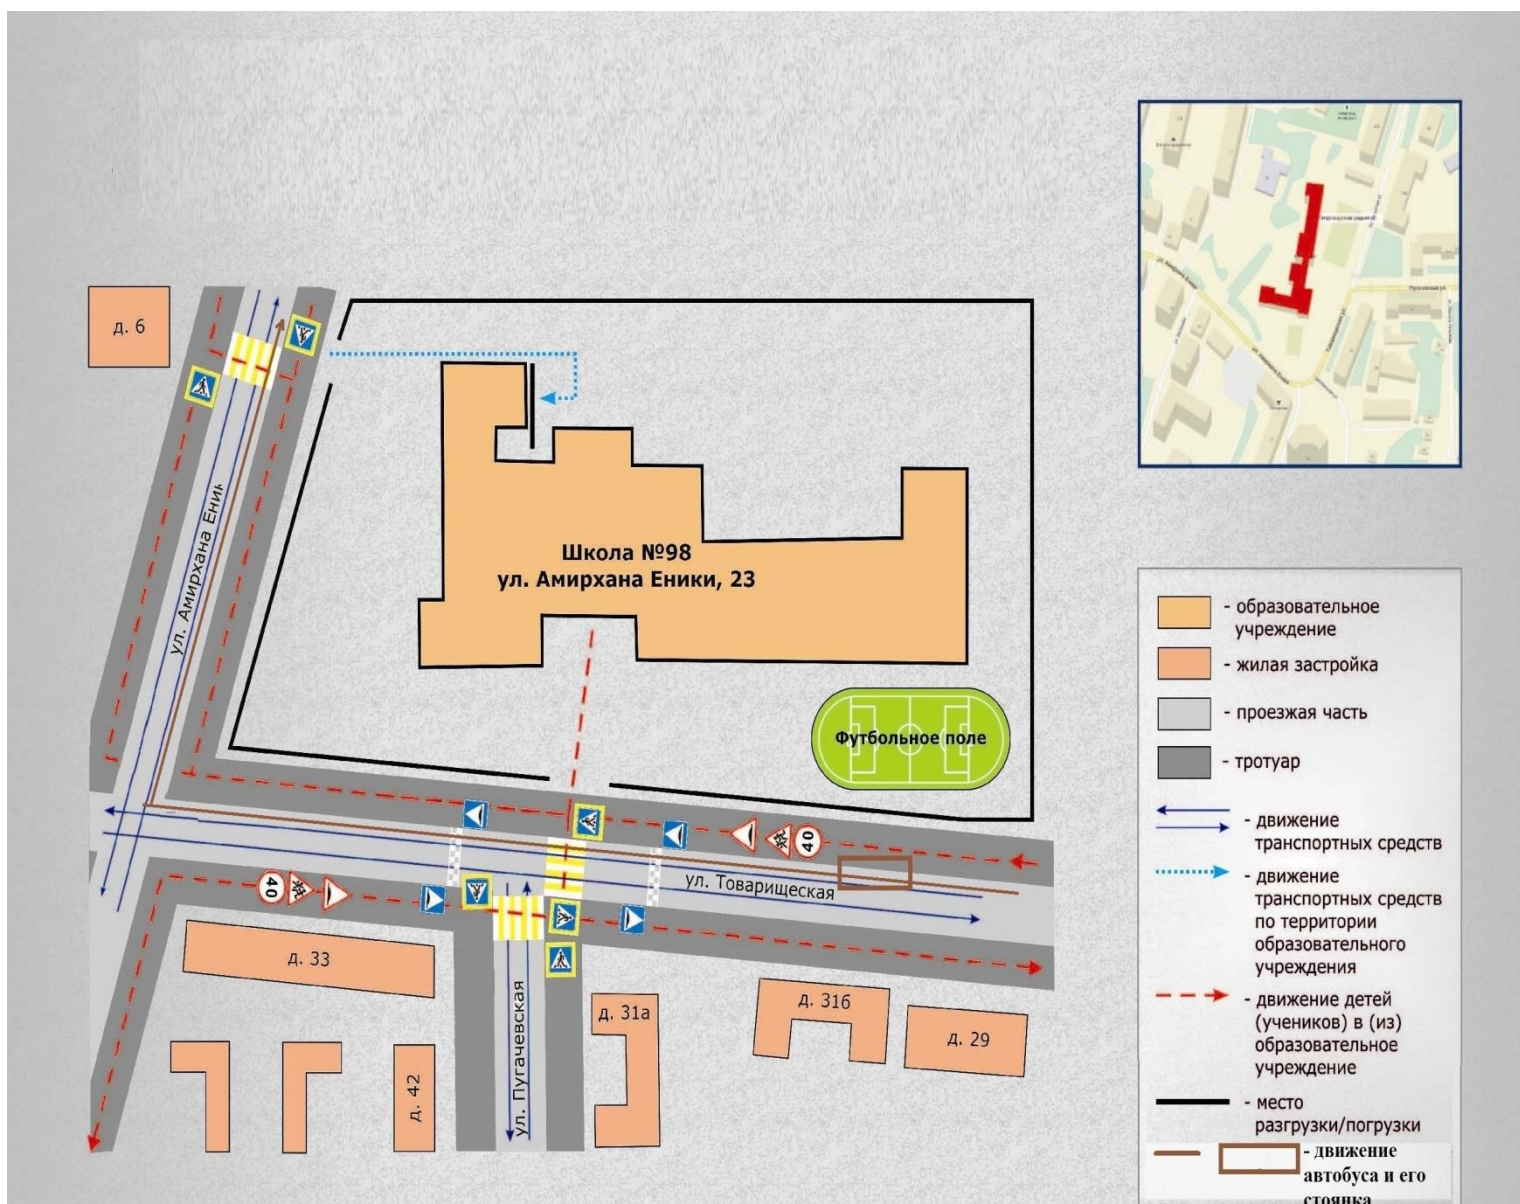 д. 6
ул. Амирхана Ени
Школа №98
ул. Амирхана Еники, 23
Футбольное поле
40
ул. Товарищеская
40
д. 33
ул. Пугачевская
д. 42
д. 31а
д. 31б
д. 29
- образовательное
учреждение
- жилая застройка
- проезжая часть
- тротуар
- движение
транспортных средств
- движение
транспортных средств
по территории
образовательного
учреждения
- движение детей
(учеников) в (из)
образовательное
учреждение
- место
разгрузки/погрузки
- движение
автобуса и его
стоянка